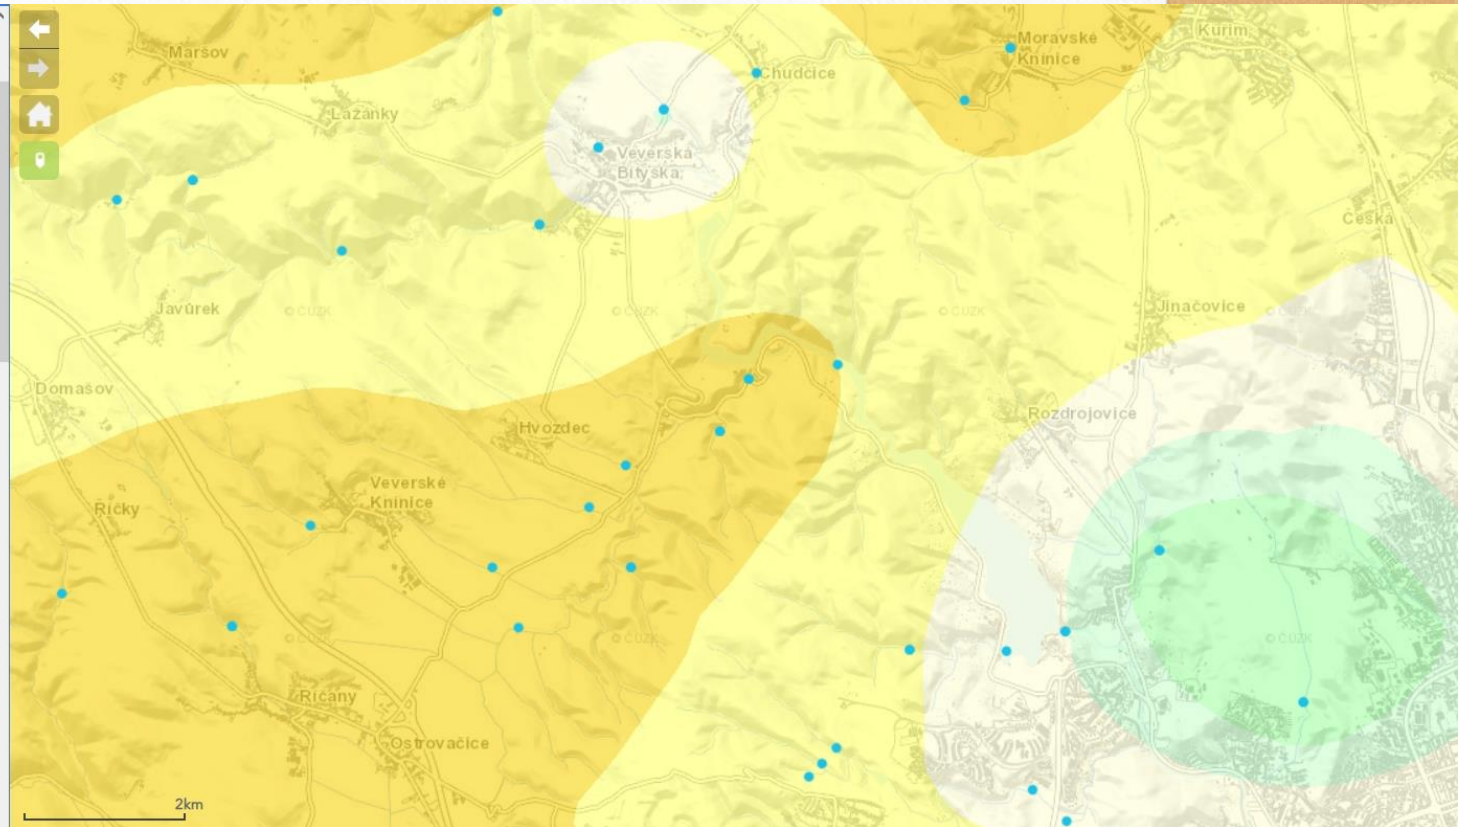 Kuřim
Moravské
Knínice
Maršov
Chudčice
Lažánky
Veverská
Bítýška
Česká
Javůrek
© ČÚZK
© ČÚZK
© ČÚZK
Jinačovice
© ČÚZK
Domašov
Rozdrojovice
Hvozdec
Veverské
Knínice
Říčky
© ČÚZK
© ČÚZK
© ČÚZK
Říčany
Ostrovačice
2km